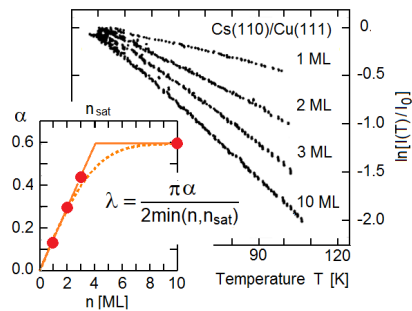 Cs(110)/Cu(111)
0.
1 ML
-0.5
2 ML
-1.0
3 ML
-1.5
10 ML
-2.0
ln[I(T)/I₀]
90
120
Temperature T [K]
n_sat
α
0.6
0.4
0.2
0.0
λ = πα / 2min(n,n_sat)
0 2 4 6 8 10
n [ML]